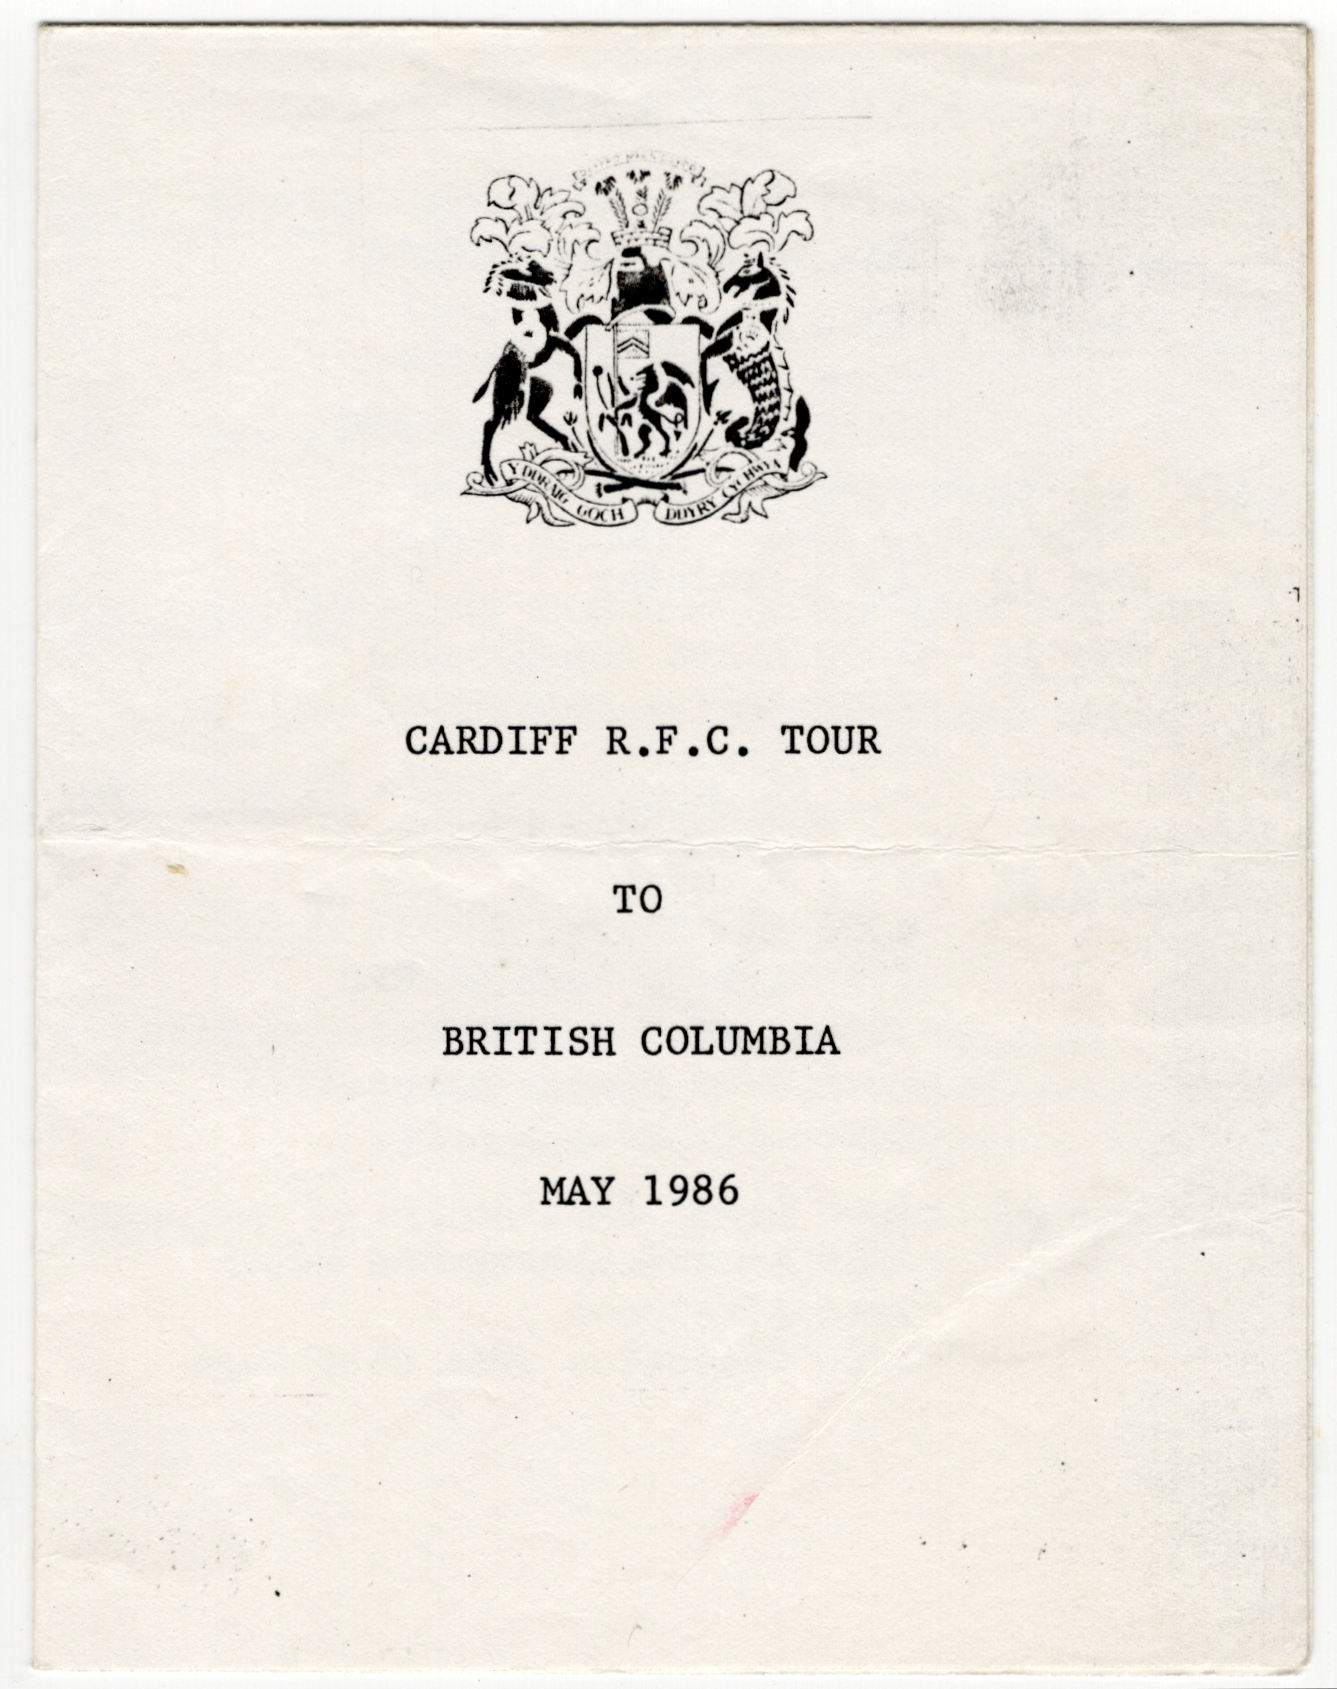 Y DDRAIG GOCH DDYRY CYCHWYN
CARDIFF R.F.C. TOUR
TO
BRITISH COLUMBIA
MAY 1986